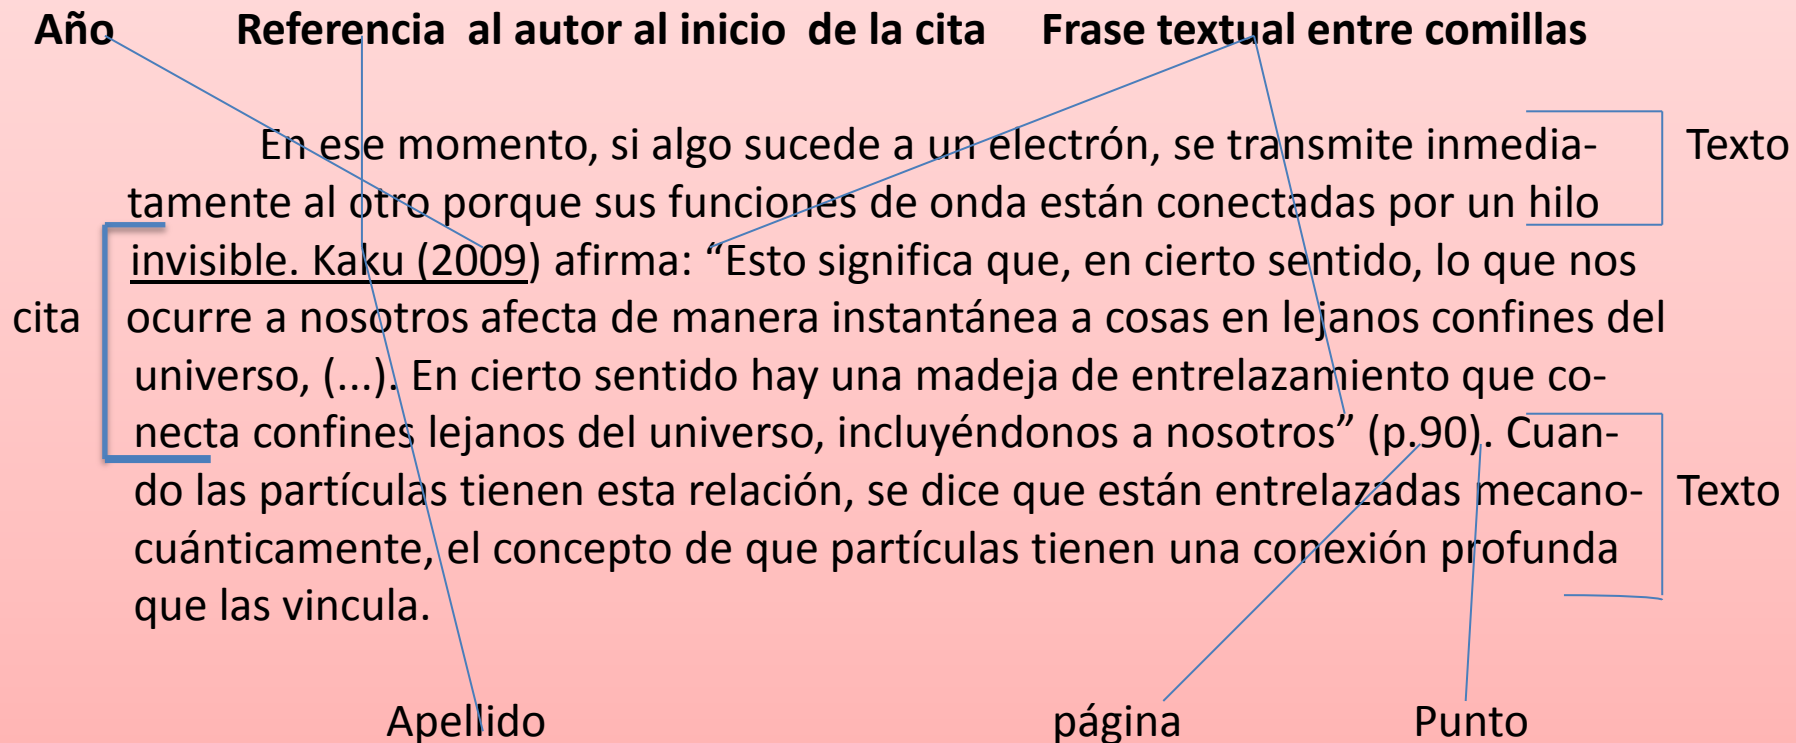 Año Referencia al autor al inicio de la cita Frase textual entre comillas
En ese momento, si algo sucede a un electrón, se transmite inmedia- Texto
tamente al otro porque sus funciones de onda están conectadas por un hilo
invisible. Kaku (2009) afirma: “Esto significa que, en cierto sentido, lo que nos
cita ocurre a nosotros afecta de manera instantánea a cosas en lejanos confines del
universo, (...). En cierto sentido hay una madeja de entrelazamiento que co-
necta confines lejanos del universo, incluyéndonos a nosotros” (p.90). Cuan-
do las partículas tienen esta relación, se dice que están entrelazadas mecano- Texto
cuánticamente, el concepto de que partículas tienen una conexión profunda
que las vincula.
Apellido página Punto